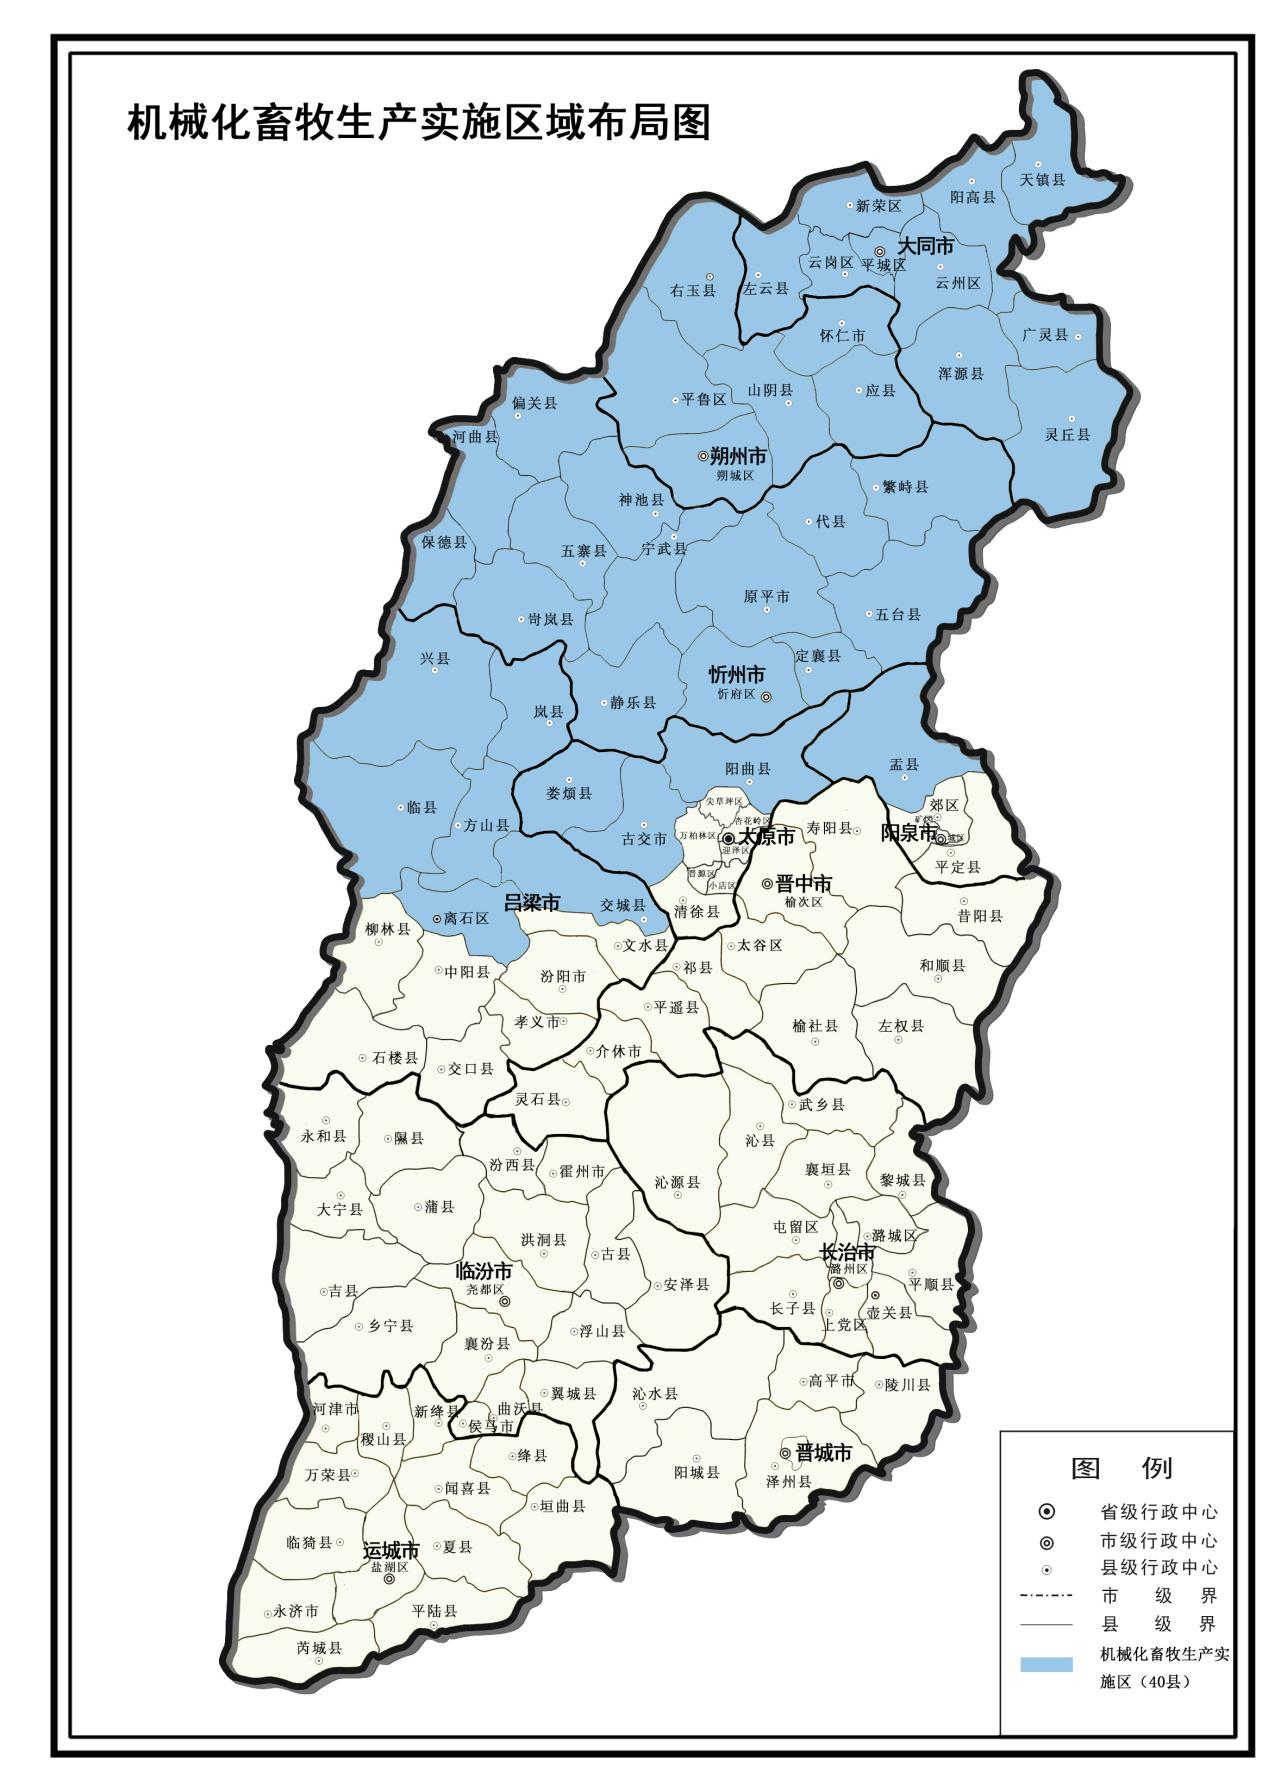 机械化畜牧生产实施区域布局图
天镇县
阳高县
新荣区
大同市
云岗区
平城区
云州区
右玉县
左云县
怀仁市
广灵县
浑源县
山阴县
应县
平鲁区
偏关县
河曲县
灵丘县
朔州市
朔城区
繁峙县
神池县
代县
保德县
五寨县
宁武县
原平市
五台县
岢岚县
兴县
定襄县
忻州市
忻府区
静乐县
岚县
阳曲县
盂县
娄烦县
尖草坪区
郊区
临县
方山县
古交市
万柏林区
杏花岭区
太原市
迎泽区
寿阳县
阳泉市
矿区
城区
平定县
晋源区
小店区
晋中市
榆次区
吕梁市
交城县
离石区
清徐县
昔阳县
柳林县
文水县
太谷区
中阳县
汾阳市
祁县
和顺县
平遥县
孝义市
榆社县
左权县
介休市
石楼县
交口县
灵石县
武乡县
永和县
隰县
沁县
汾西县
霍州市
襄垣县
沁源县
黎城县
大宁县
蒲县
屯留区
潞城区
洪洞县
古县
长治市
潞州区
临汾市
尧都区
安泽县
平顺县
吉县
长子县
壶关县
上党区
乡宁县
浮山县
襄汾县
高平市
陵川县
翼城县
沁水县
河津市
新绛县
曲沃县
侯马市
稷山县
绛县
晋城市
阳城县
泽州县
万荣县
闻喜县
垣曲县
临猗县
运城市
盐湖区
夏县
永济市
平陆县
芮城县
图 例
省级行政中心
市级行政中心
县级行政中心
市 级 界
县 级 界
机械化畜牧生产实
施区（40县）